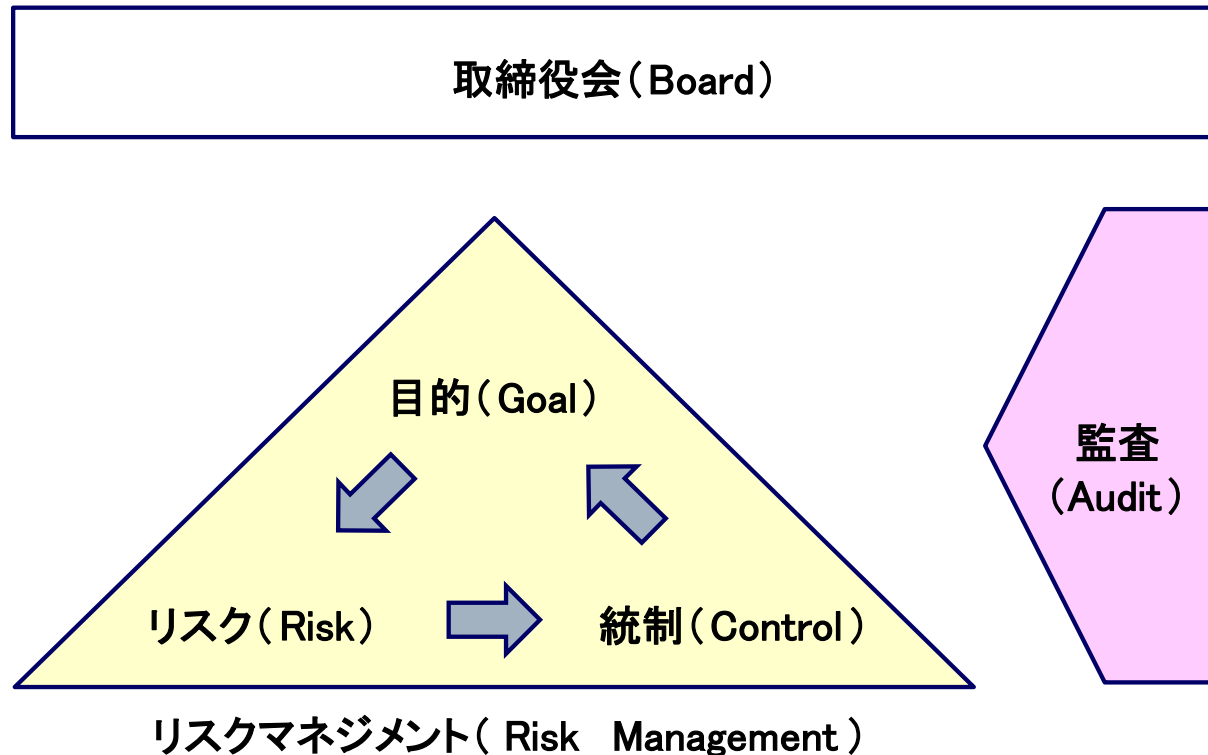 取締役会(Board)
目的(Goal)
監査
(Audit)
リスク(Risk)
統制(Control)
リスクマネジメント( Risk Management)